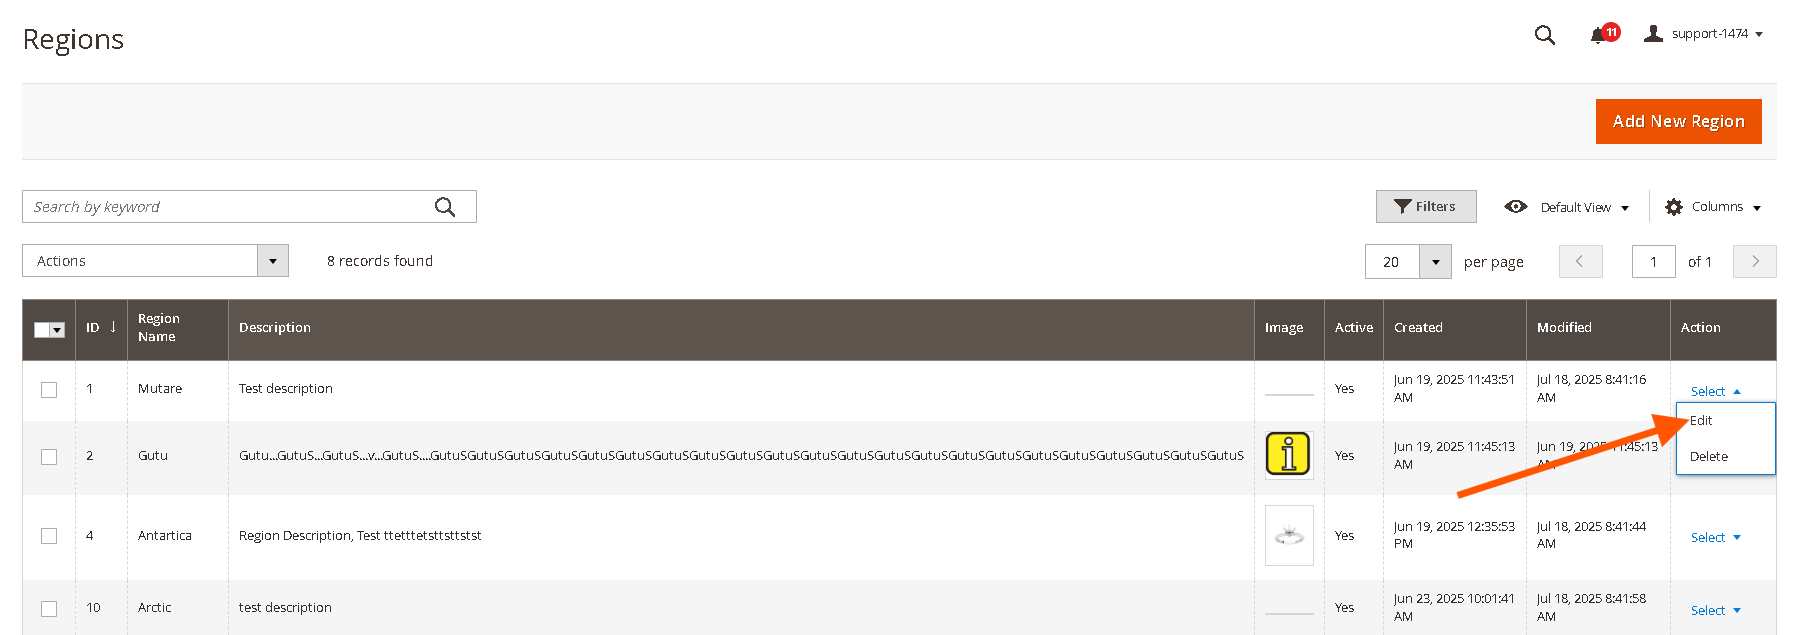 Regions
11
support-1474
Add New Region
Search by keyword
Filters
Default View
Columns
Actions
8 records found
20
per page
1
of 1
ID ↓
Region
Name
Description
Image
Active
Created
Modified
Action
1
Mutare
Test description
Yes
Jun 19, 2025 11:43:51
AM
Jul 18, 2025 8:41:16
AM
Select
Edit
Delete
2
Gutu
Gutu...GutuS...GutuS...v...GutuS....GutuSGutuSGutuSGutuSGutuSGutuSGutuSGutuSGutuSGutuSGutuSGutuSGutuSGutuSGutuSGutuSGutuSGutuSGutuSGutuSGutuS
i
Yes
Jun 19, 2025 11:45:13
AM
Jun 19, 2025 11:45:13
AM
4
Antartica
Region Description, Test ttetttetsttsttstst
Yes
Jun 19, 2025 12:35:53
PM
Jul 18, 2025 8:41:44
AM
Select
10
Arctic
test description
Yes
Jun 23, 2025 10:01:41
AM
Jul 18, 2025 8:41:58
AM
Select